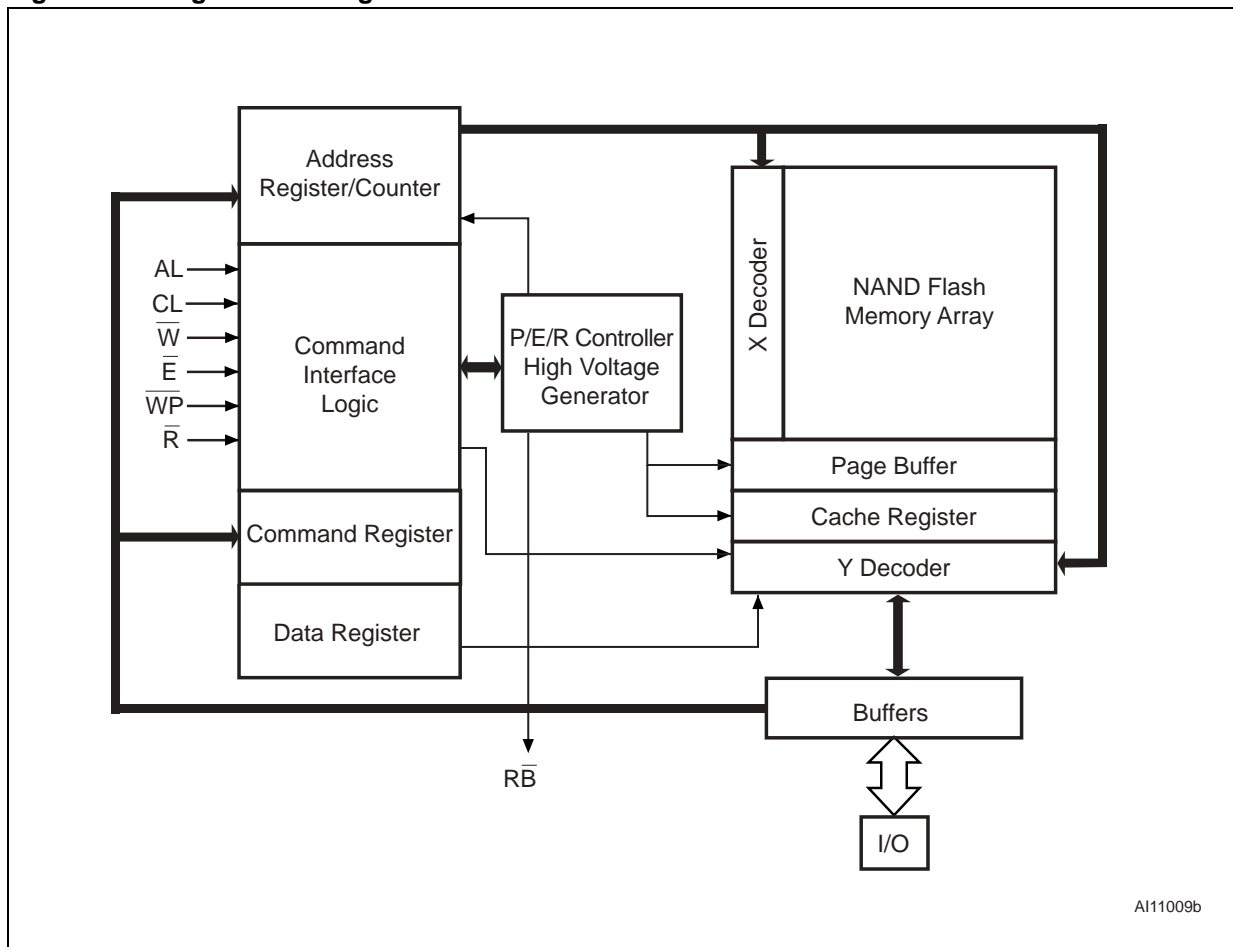 Address
Register/Counter
AL
CL
W̅
E̅
W̅P̅
R̅
Command
Interface
Logic
P/E/R Controller
High Voltage
Generator
X Decoder
NAND Flash
Memory Array
Page Buffer
Cache Register
Y Decoder
Command Register
Data Register
Buffers
RB̅
I/O
AI11009b